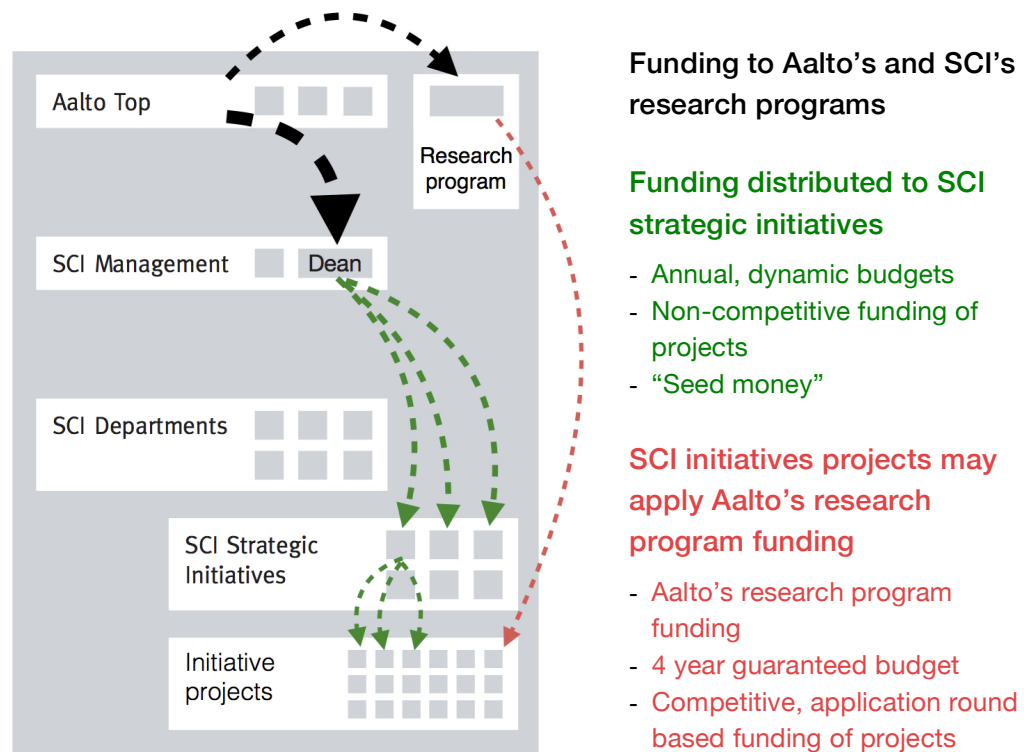 Aalto Top
Research
program
SCI Management
Dean
SCI Departments
SCI Strategic
Initiatives
Initiative
projects
Funding to Aalto’s and SCI’s
research programs
Funding distributed to SCI
strategic initiatives
- Annual, dynamic budgets
- Non-competitive funding of
projects
- “Seed money”
SCI initiatives projects may
apply Aalto’s research
program funding
- Aalto’s research program
funding
- 4 year guaranteed budget
- Competitive, application round
based funding of projects